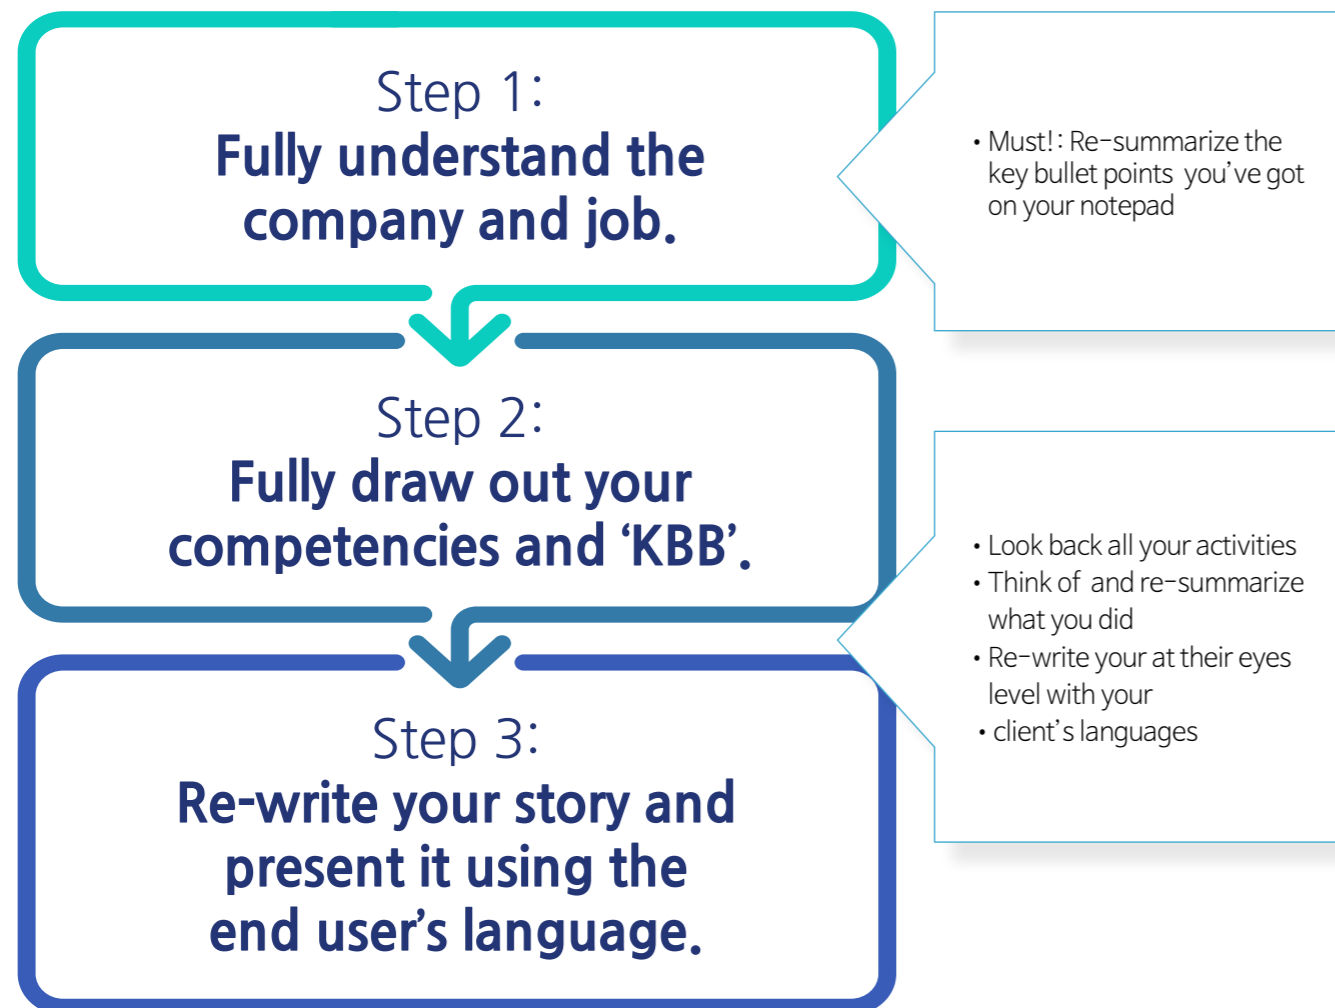 Step 1:
Fully understand the
company and job.
• Must!: Re-summarize the
key bullet points you’ve got
on your notepad
Step 2:
Fully draw out your
competencies and ‘KBB’.
• Look back all your activities
• Think of and re-summarize
what you did
• Re-write your at their eyes
level with your
• client’s languages
Step 3:
Re-write your story and
present it using the
end user’s language.